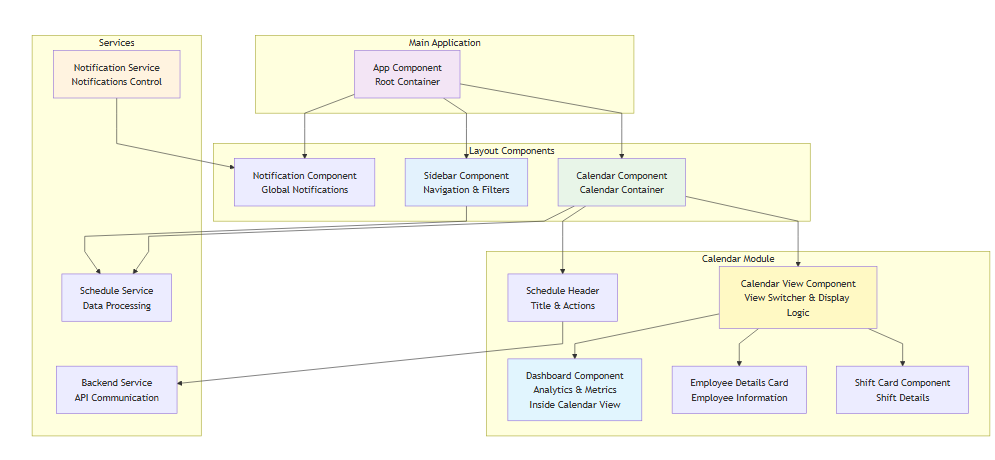 Services
Notification Service
Notifications Control
Main Application
App Component
Root Container
Layout Components
Notification Component
Global Notifications
Sidebar Component
Navigation & Filters
Calendar Component
Calendar Container
Schedule Service
Data Processing
Backend Service
API Communication
Calendar Module
Schedule Header
Title & Actions
Calendar View Component
View Switcher & Display
Logic
Dashboard Component
Analytics & Metrics
Inside Calendar View
Employee Details Card
Employee Information
Shift Card Component
Shift Details